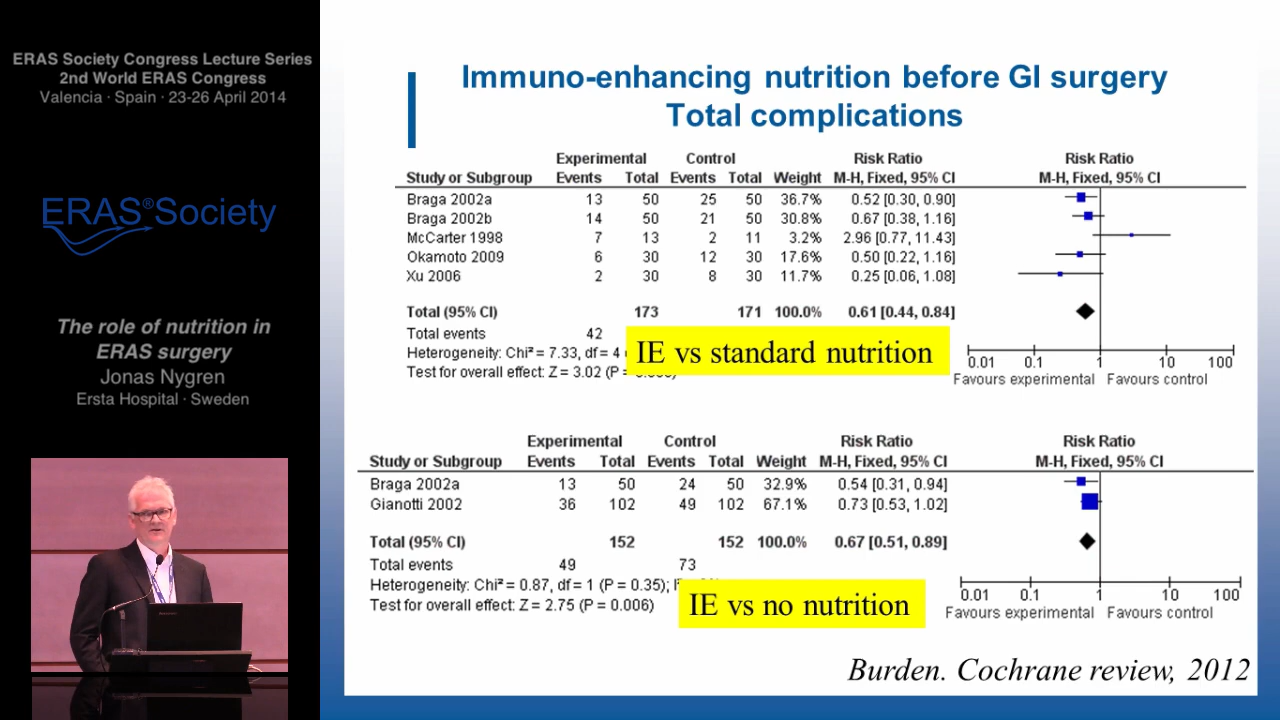 ERAS Society Congress Lecture Series
2nd World ERAS Congress
Valencia · Spain · 23-26 April 2014
ERAS®Society
The role of nutrition in
ERAS surgery
Jonas Nygren
Ersta Hospital · Sweden
Immuno-enhancing nutrition before GI surgery
Total complications
Experimental Control Risk Ratio Risk Ratio
Study or Subgroup Events Total Events Total Weight M-H, Fixed, 95% CI M-H, Fixed, 95% CI
Braga 2002a 13 50 25 50 36.7% 0.52 [0.30, 0.90]
Braga 2002b 14 50 21 50 30.8% 0.67 [0.38, 1.16]
McCarter 1998 7 13 2 11 3.2% 2.96 [0.77, 11.43]
Okamoto 2009 6 30 12 30 17.6% 0.50 [0.22, 1.16]
Xu 2006 2 30 8 30 11.7% 0.25 [0.06, 1.08]
Total (95% CI) 173 171 100.0% 0.61 [0.44, 0.84]
Total events 42
Heterogeneity: Chi² = 7.33, df = 4
Test for overall effect: Z = 3.02 (P =
IE vs standard nutrition
0.01 0.1 1 10 100
Favours experimental Favours control
Experimental Control Risk Ratio Risk Ratio
Study or Subgroup Events Total Events Total Weight M-H, Fixed, 95% CI M-H, Fixed, 95% CI
Braga 2002a 13 50 24 50 32.9% 0.54 [0.31, 0.94]
Gianotti 2002 36 102 49 102 67.1% 0.73 [0.53, 1.02]
Total (95% CI) 152 152 100.0% 0.67 [0.51, 0.89]
Total events 49 73
Heterogeneity: Chi² = 0.87, df = 1 (P = 0.35);
Test for overall effect: Z = 2.75 (P = 0.006)
IE vs no nutrition
0.01 0.1 1 10 100
Favours experimental Favours control
Burden. Cochrane review, 2012